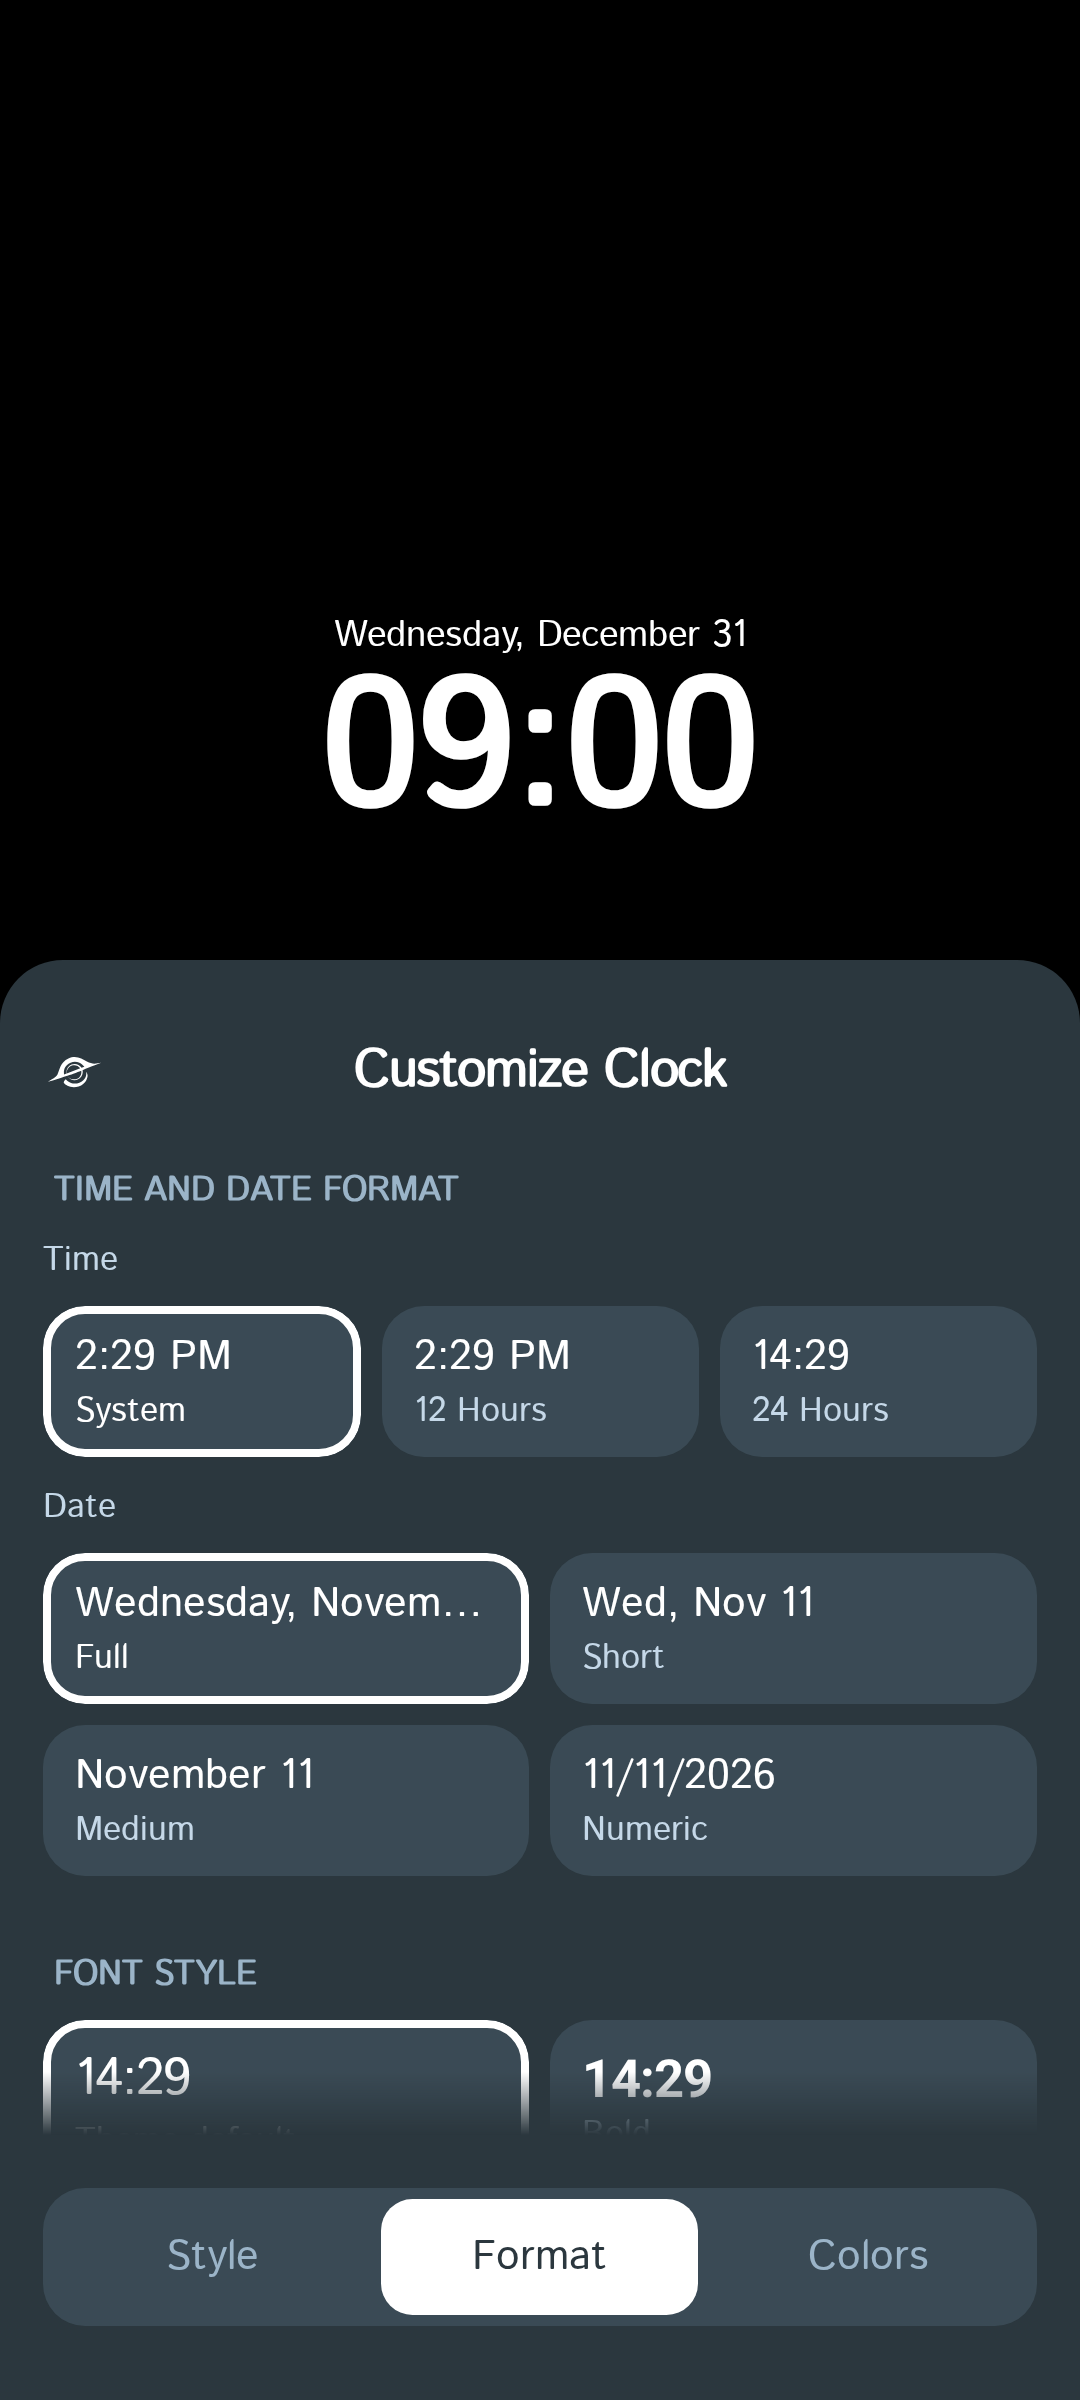 Wednesday, December 31
09:00
Customize Clock
TIME AND DATE FORMAT
Time
2:29 PM
System
2:29 PM
12 Hours
14:29
24 Hours
Date
Wednesday, Novem...
Full
Wed, Nov 11
Short
November 11
Medium
11/11/2026
Numeric
FONT STYLE
14:29
14:29
Bold
Style
Format
Colors